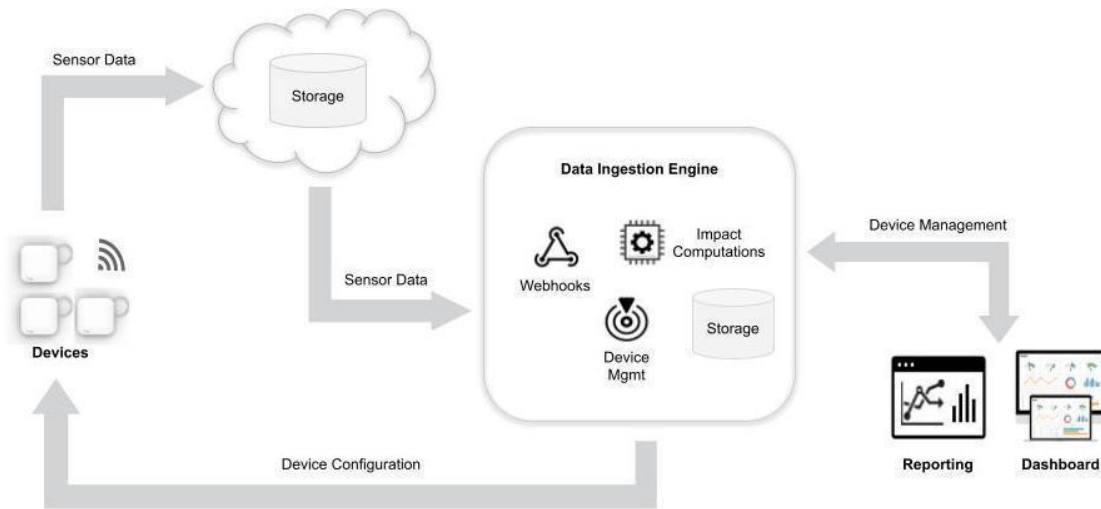 Sensor Data
Storage
Data Ingestion Engine
Impact
Computations
Webhooks
Storage
Device
Mgmt
Sensor Data
Device Management
Devices
Device Configuration
Reporting
Dashboard